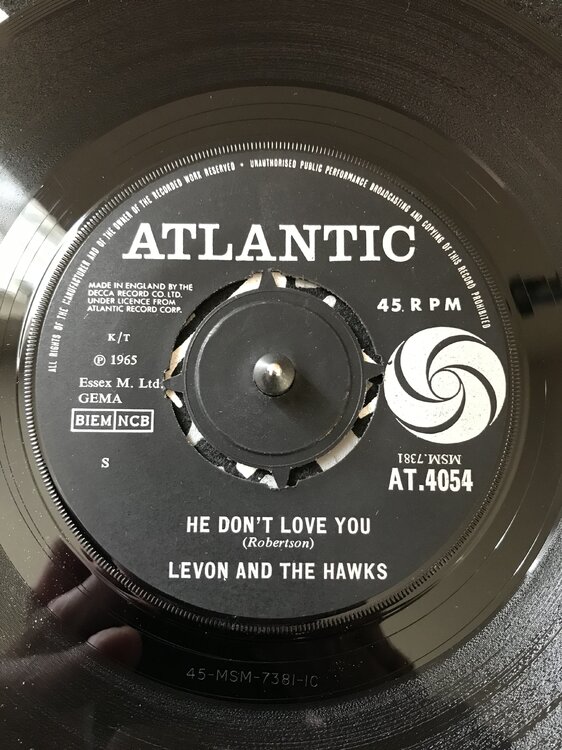 ALL RIGHTS OF THE MANUFACTURER AND OF THE OWNER OF THE RECORDED WORK RESERVED • UNAUTHORISED PUBLIC PERFORMANCE BROADCASTING AND COPYING OF THIS RECORD PROHIBITED
ATLANTIC
MADE IN ENGLAND BY THE
DECCA RECORD CO. LTD.
UNDER LICENCE FROM
ATLANTIC RECORD CORP.
45. R P M
K/T
℗ 1965
Essex M. Ltd.
GEMA
BIEM NCB
S
MSM.7381
AT.4054
HE DON'T LOVE YOU
(Robertson)
LEVON AND THE HAWKS
45-MSM-7381-1C